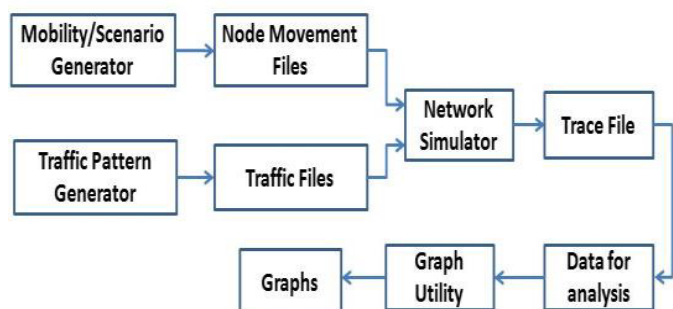 Mobility/Scenario
Generator
Node Movement
Files
Network
Simulator
Trace File
Traffic Pattern
Generator
Traffic Files
Graphs
Graph
Utility
Data for
analysis